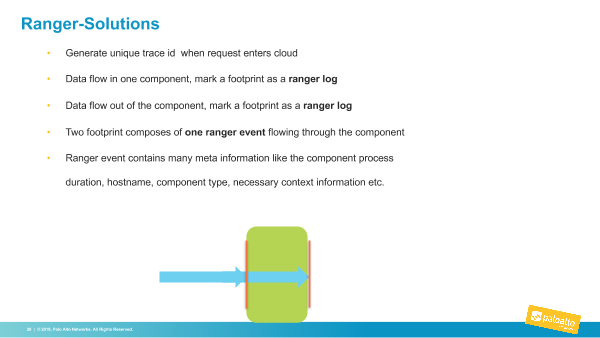 Ranger-Solutions
• Generate unique trace id  when request enters cloud
• Data flow in one component, mark a footprint as a ranger log
• Data flow out of the component, mark a footprint as a ranger log
• Two footprint composes of one ranger event flowing through the component
• Ranger event contains many meta information like the component process
duration, hostname, component type, necessary context information etc.
paloalto
| © 2019, Palo Alto Networks. All Rights Reserved.